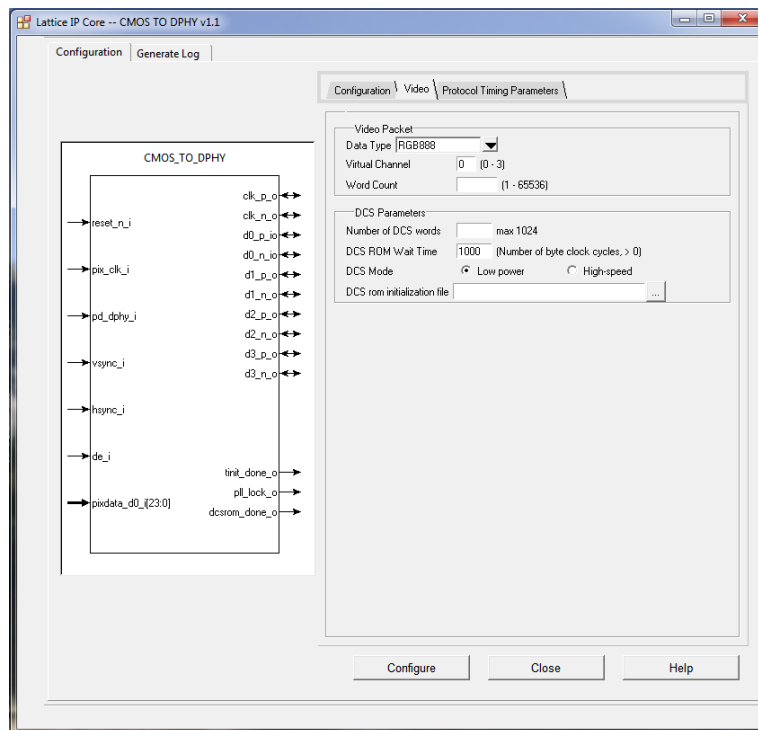 Lattice IP Core -- CMOS TO DPHY v1.1
Configuration Generate Log
Configuration Video Protocol Timing Parameters
Video Packet
Data Type RGB888
Virtual Channel 0 (0 - 3)
Word Count (1 - 65536)
DCS Parameters
Number of DCS words max 1024
DCS ROM Wait Time 1000 (Number of byte clock cycles, > 0)
DCS Mode Low power High-speed
DCS rom initialization file ...
CMOS_TO_DPHY
clk_p_o
reset_n_i clk_n_o
d0_p_io
d0_n_io
pix_clk_i d1_p_o
d1_n_o
pd_dphy_i d2_p_o
d2_n_o
vsync_i d3_p_o
d3_n_o
hsync_i
de_i
tinit_done_o
pll_lock_o
pixdata_d0_i[23:0]
dcsrom_done_o
Configure Close Help